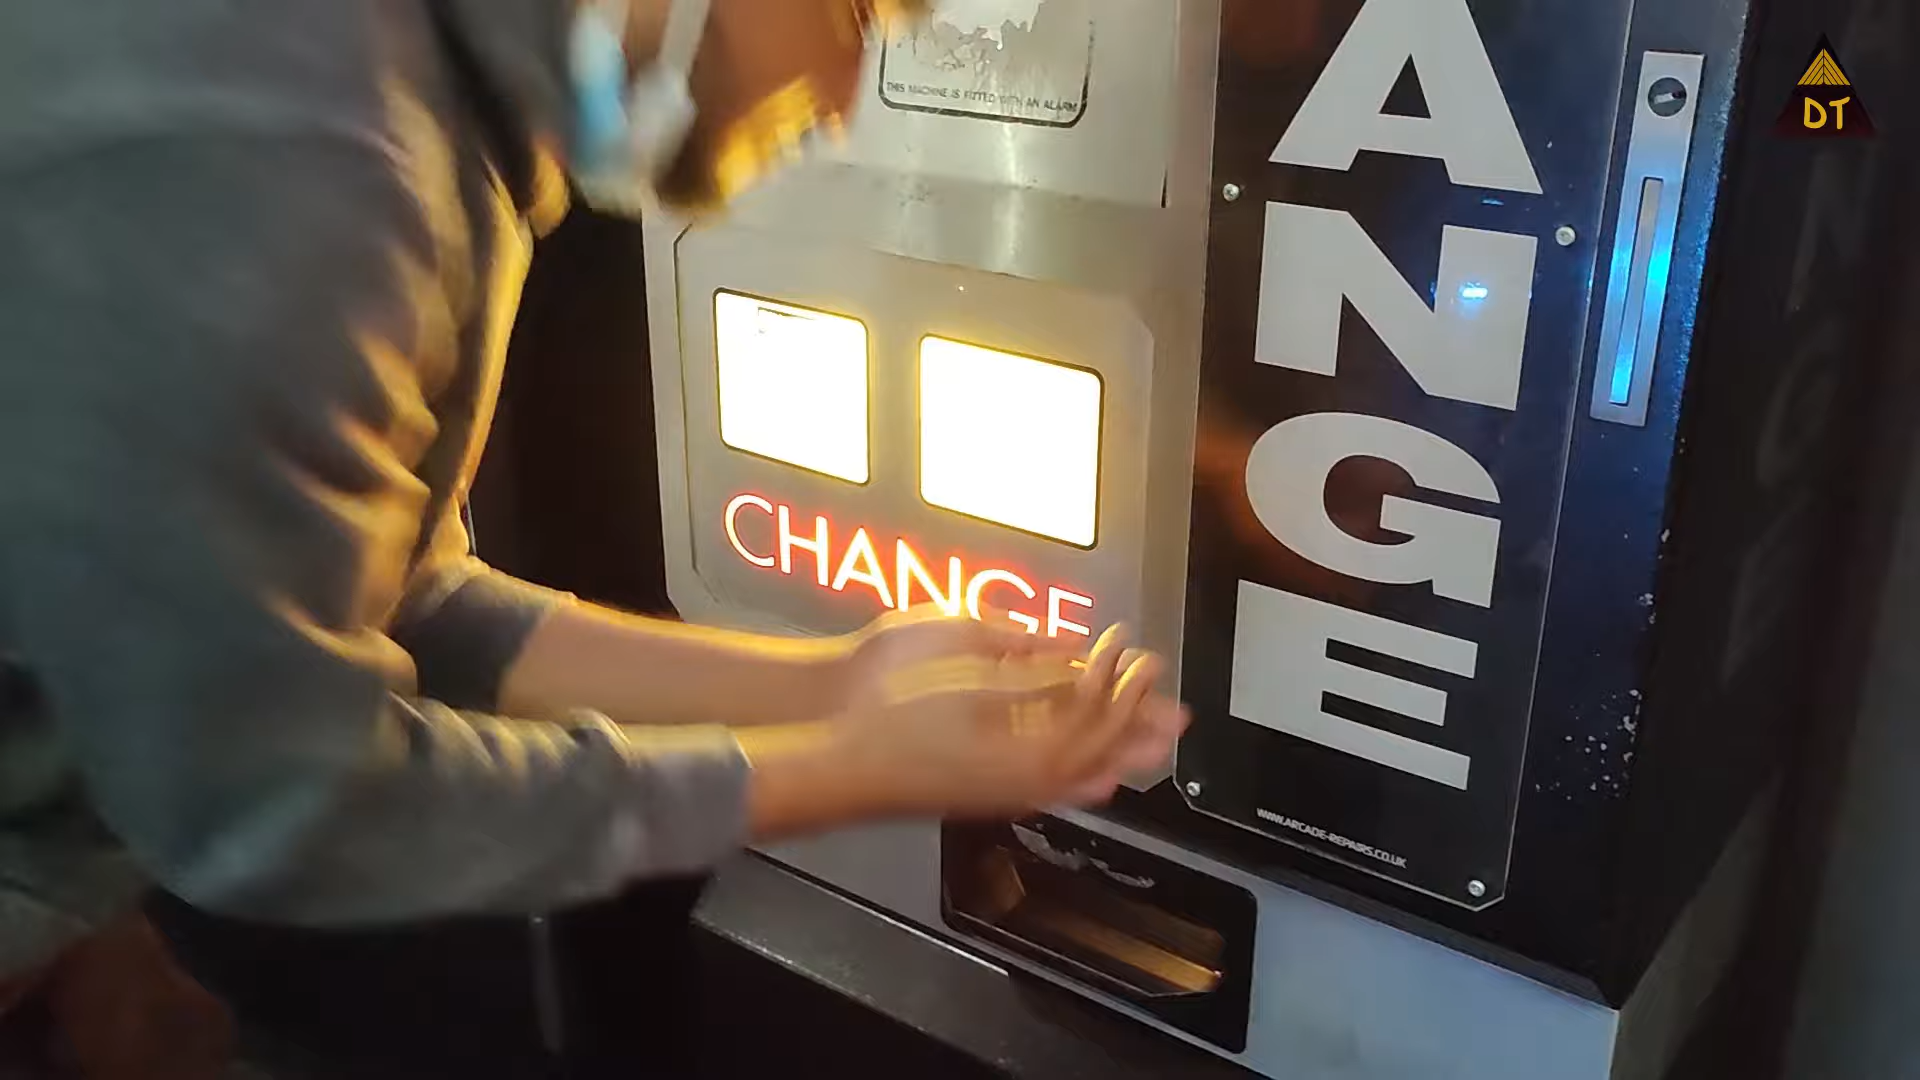 THIS MACHINE IS FITTED WITH AN ALARM
CHANGE
ANGE
WWW.ARCADE-REPAIRS.CO.UK
DT